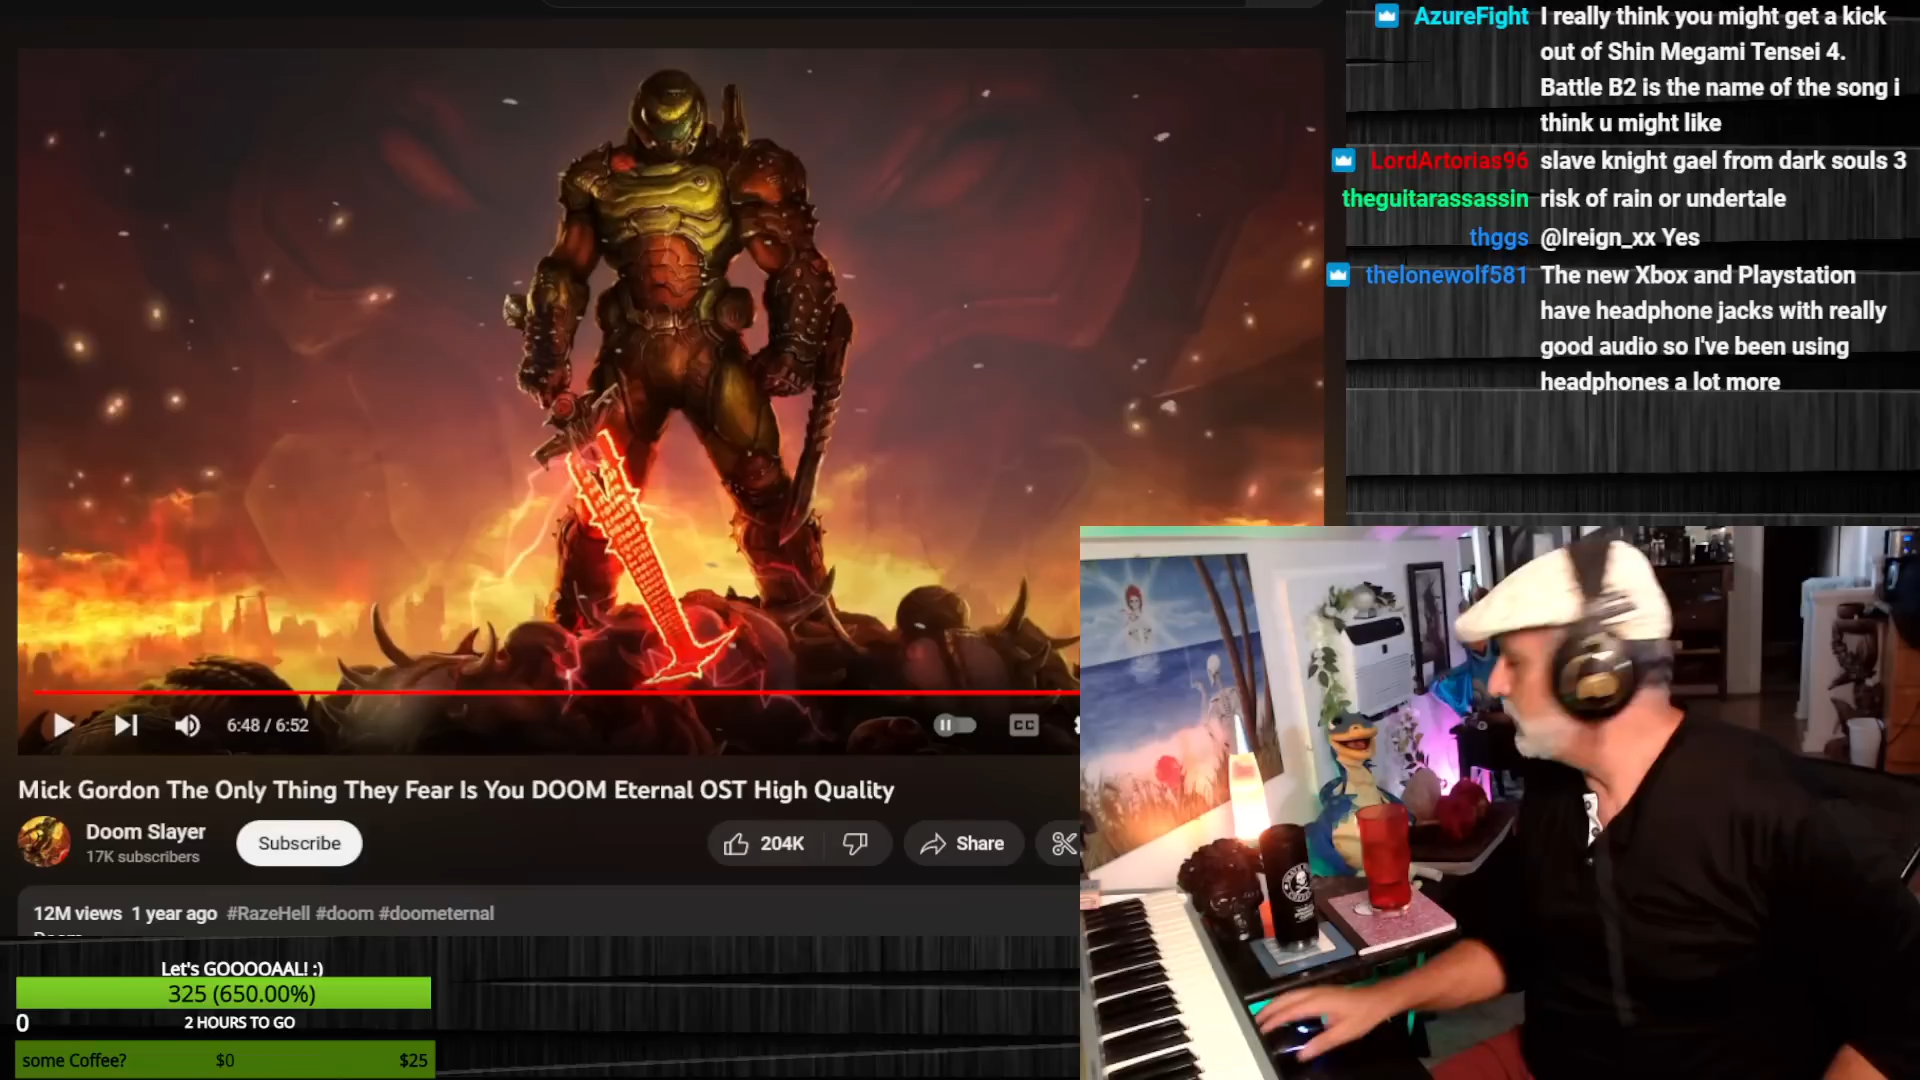 AzureFight I really think you might get a kick
out of Shin Megami Tensei 4.
Battle B2 is the name of the song i
think u might like
LordArtorias96 slave knight gael from dark souls 3
theguitarassassin risk of rain or undertale
thggs @Ireign_xx Yes
thelonewolf581 The new Xbox and Playstation
have headphone jacks with really
good audio so I've been using
headphones a lot more
6:48 / 6:52
CC
Mick Gordon The Only Thing They Fear Is You DOOM Eternal OST High Quality
Doom Slayer
17K subscribers
Subscribe
204K
Share
12M views 1 year ago #RazeHell #doom #doometernal
Let's GOOOOAAL! :)
325 (650.00%)
0
2 HOURS TO GO
some Coffee? $0 $25